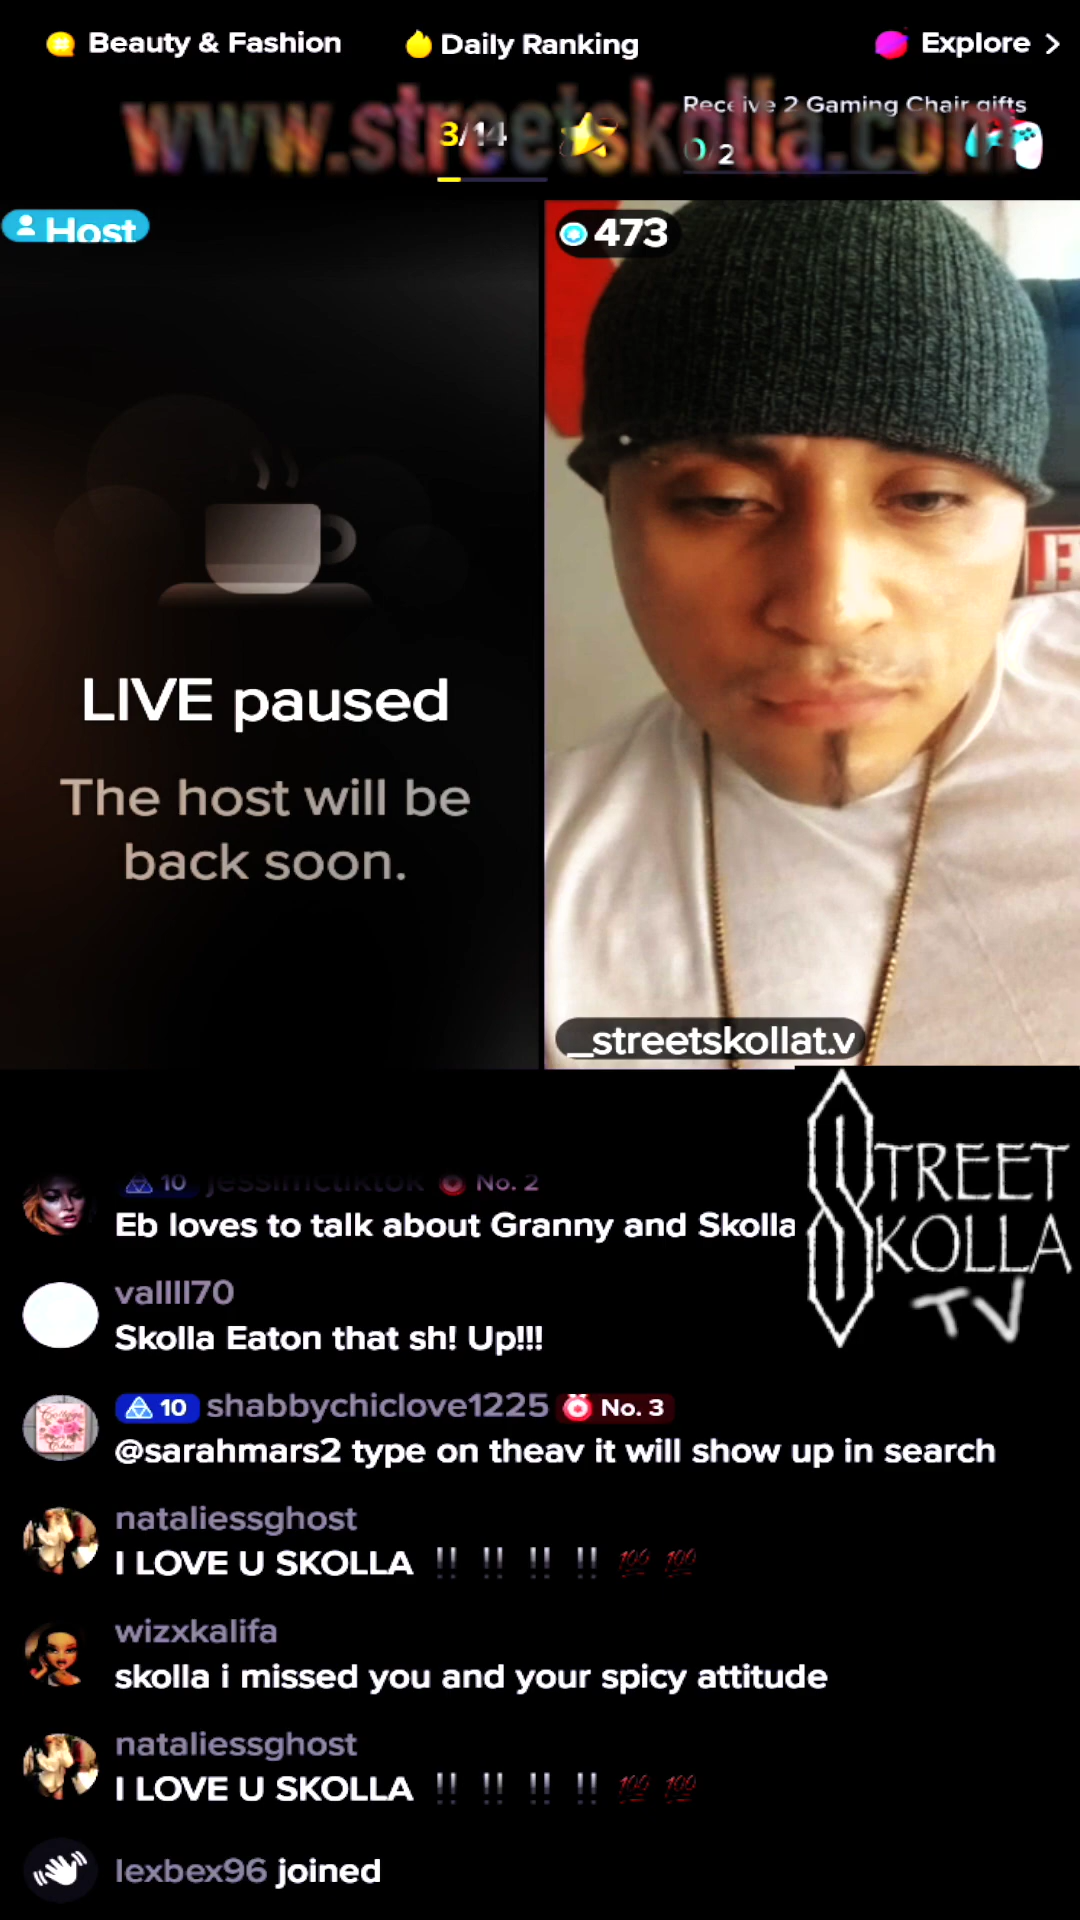 Beauty & Fashion
Daily Ranking
Explore
www.streetskolla.com
Receive 2 Gaming Chair gifts
3/14
0/2
Host
473
LIVE paused
The host will be
back soon.
_streetskollat.v
STREET
SKOLLA
TV
10 jessimctiktok No. 2
Eb loves to talk about Granny and Skolla
vallll70
Skolla Eaton that sh! Up!!!
10 shabbychiclove1225 No. 3
@sarahmars2 type on theav it will show up in search
nataliessghost
I LOVE U SKOLLA ‼️ ‼️ ‼️ ‼️ 💯 💯
wizxkalifa
skolla i missed you and your spicy attitude
nataliessghost
I LOVE U SKOLLA ‼️ ‼️ ‼️ ‼️ 💯 💯
lexbex96 joined